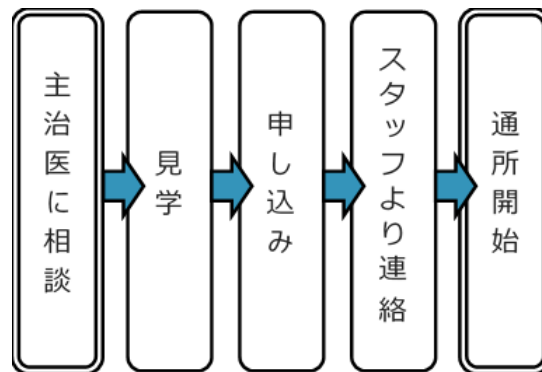 主治医に相談
見学
申し込み
スタッフより連絡
通所開始